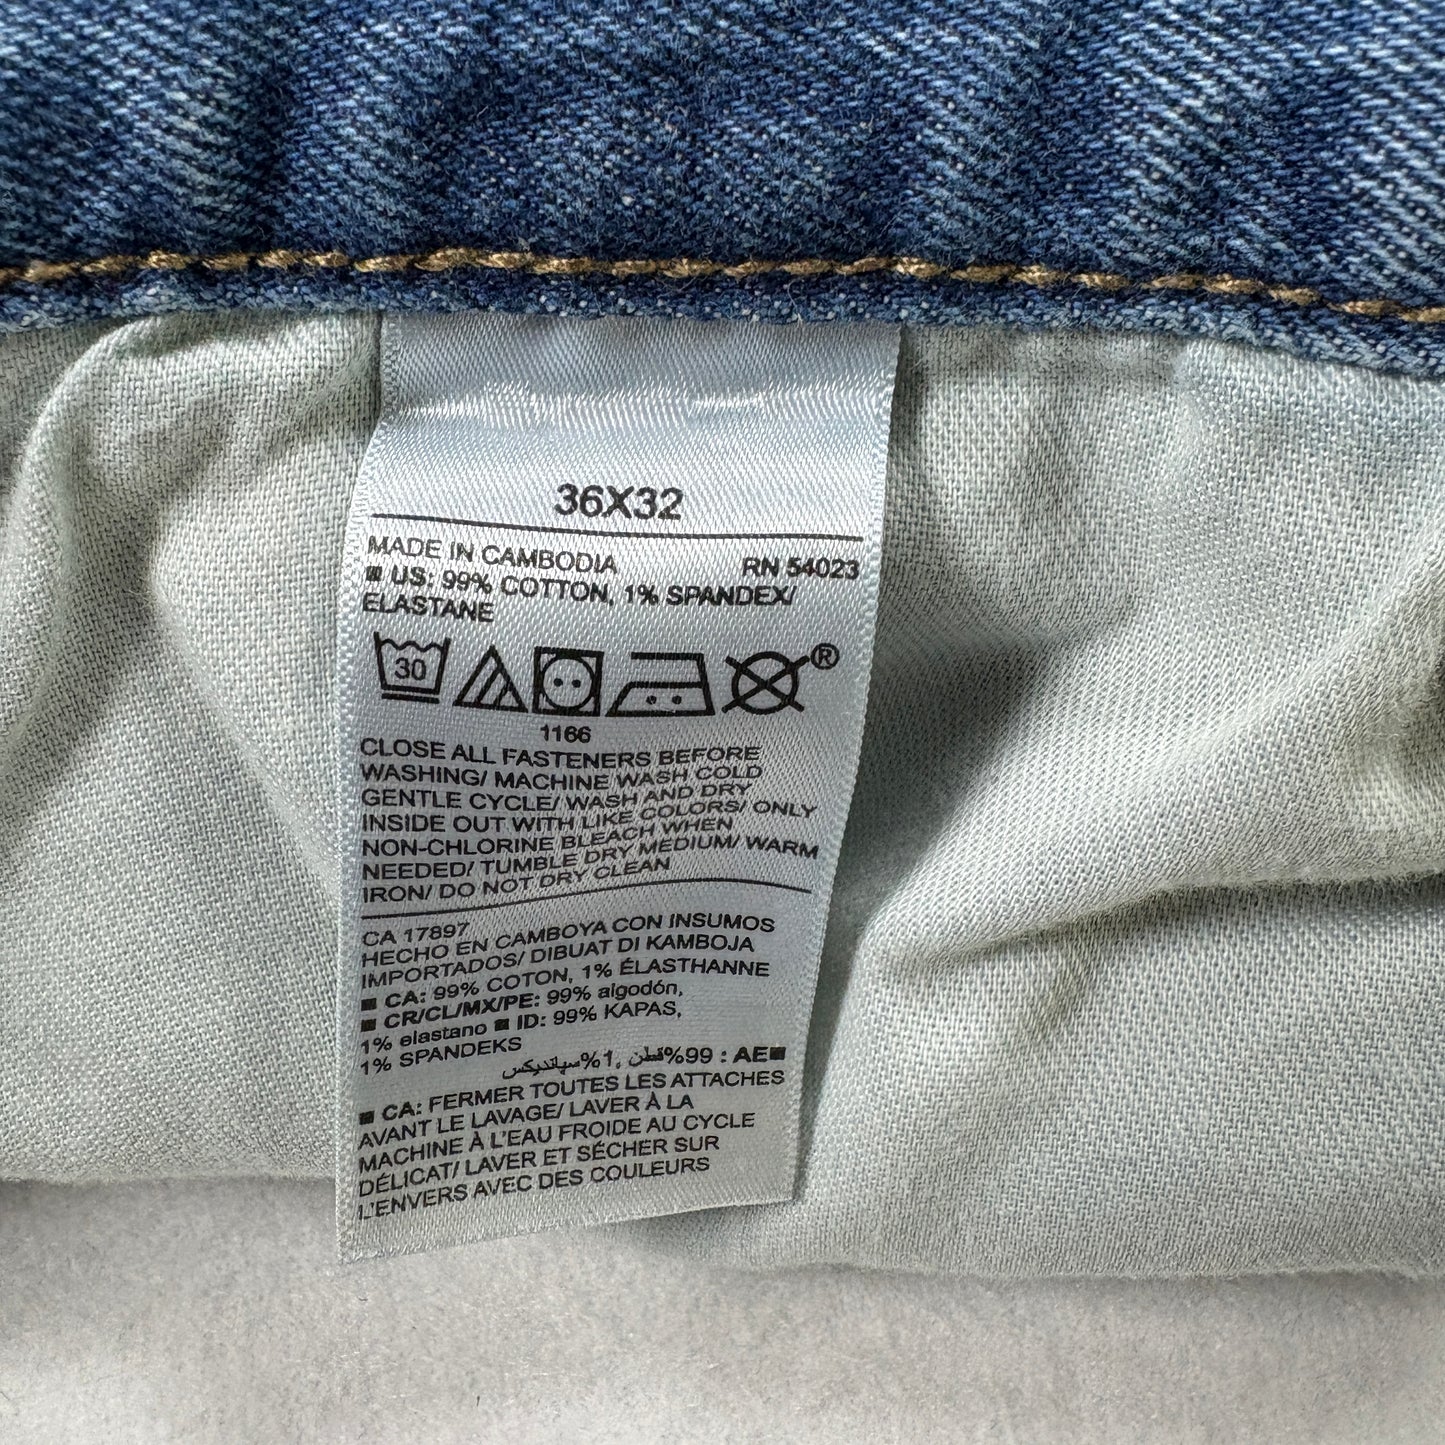 36X32
MADE IN CAMBODIA RN 54023
US: 99% COTTON, 1% SPANDEX/
ELASTANE
30 ®
1166
CLOSE ALL FASTENERS BEFORE
WASHING/ MACHINE WASH COLD
GENTLE CYCLE/ WASH AND DRY
INSIDE OUT WITH LIKE COLORS/ ONLY
NON-CHLORINE BLEACH WHEN
NEEDED/ TUMBLE DRY MEDIUM/ WARM
IRON/ DO NOT DRY CLEAN
CA 17897
HECHO EN CAMBOYA CON INSUMOS
IMPORTADOS/ DIBUAT DI KAMBOJA
CA: 99% COTON, 1% ÉLASTHANNE
CR/CL/MX/PE: 99% algodón,
1% elastano ID: 99% KAPAS,
1% SPANDEKS
AE : 99% قطن, 1% سپانديكس
CA: FERMER TOUTES LES ATTACHES
AVANT LE LAVAGE/ LAVER À LA
MACHINE À L'EAU FROIDE AU CYCLE
DÉLICAT/ LAVER ET SÉCHER SUR
L'ENVERS AVEC DES COULEURS